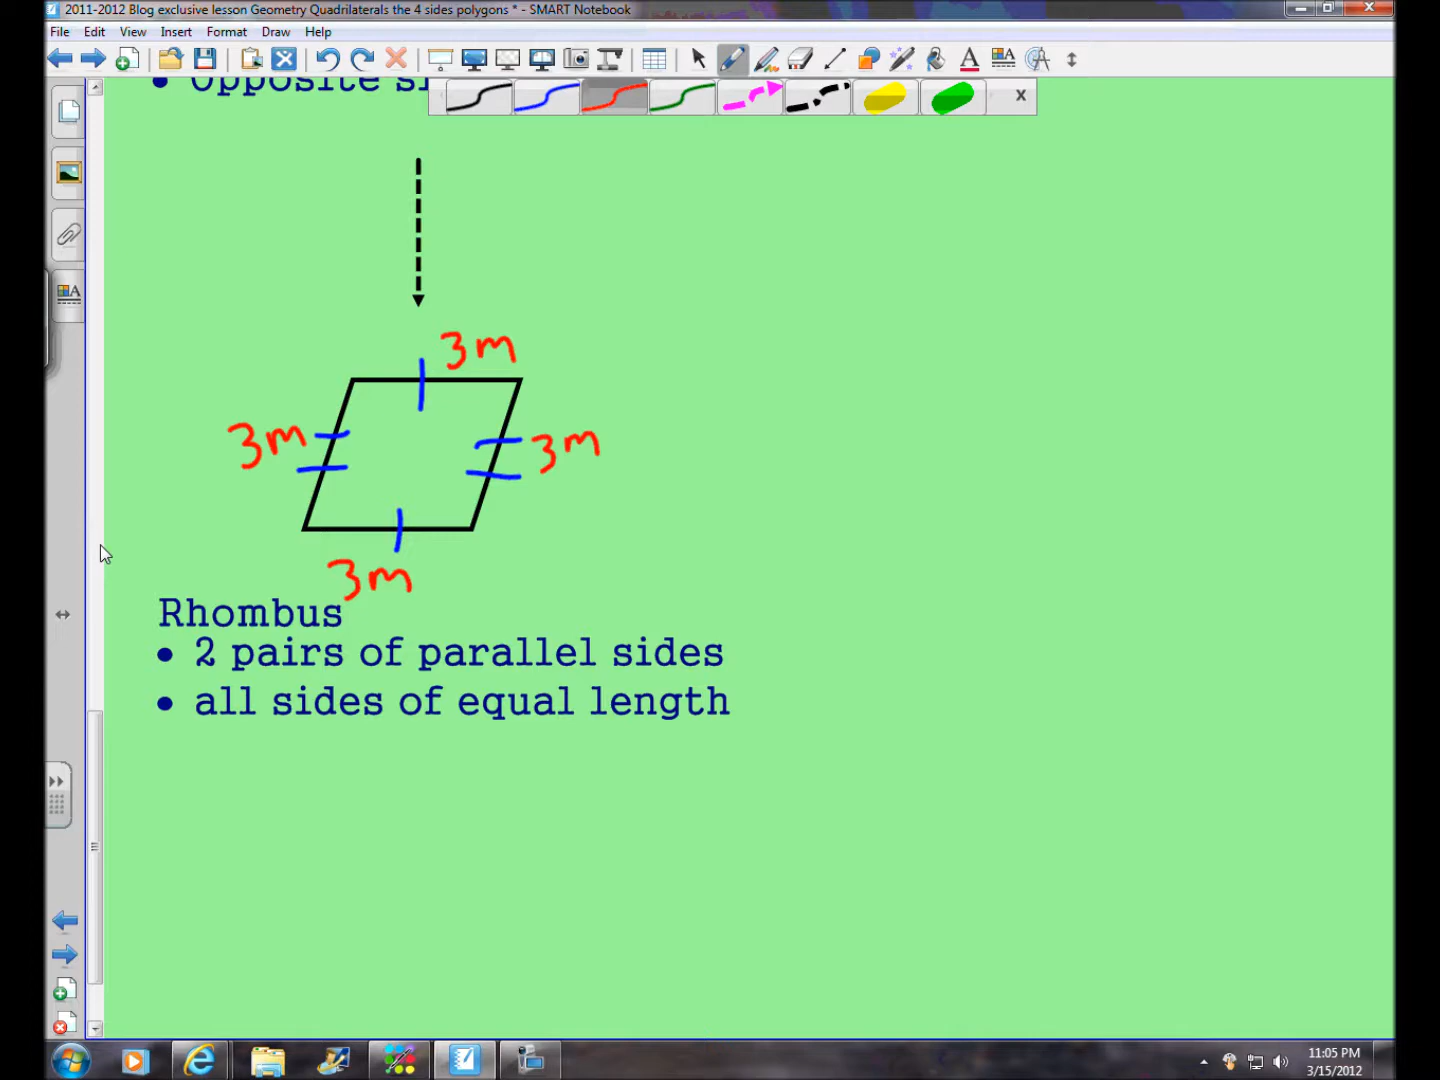 2011-2012 Blog exclusive lesson Geometry Quadrilaterals the 4 sides polygons * - SMART Notebook
File Edit View Insert Format Draw Help
• Opposite
3m
3m
3m
3m
Rhombus
• 2 pairs of parallel sides
• all sides of equal length
11:05 PM
3/15/2012